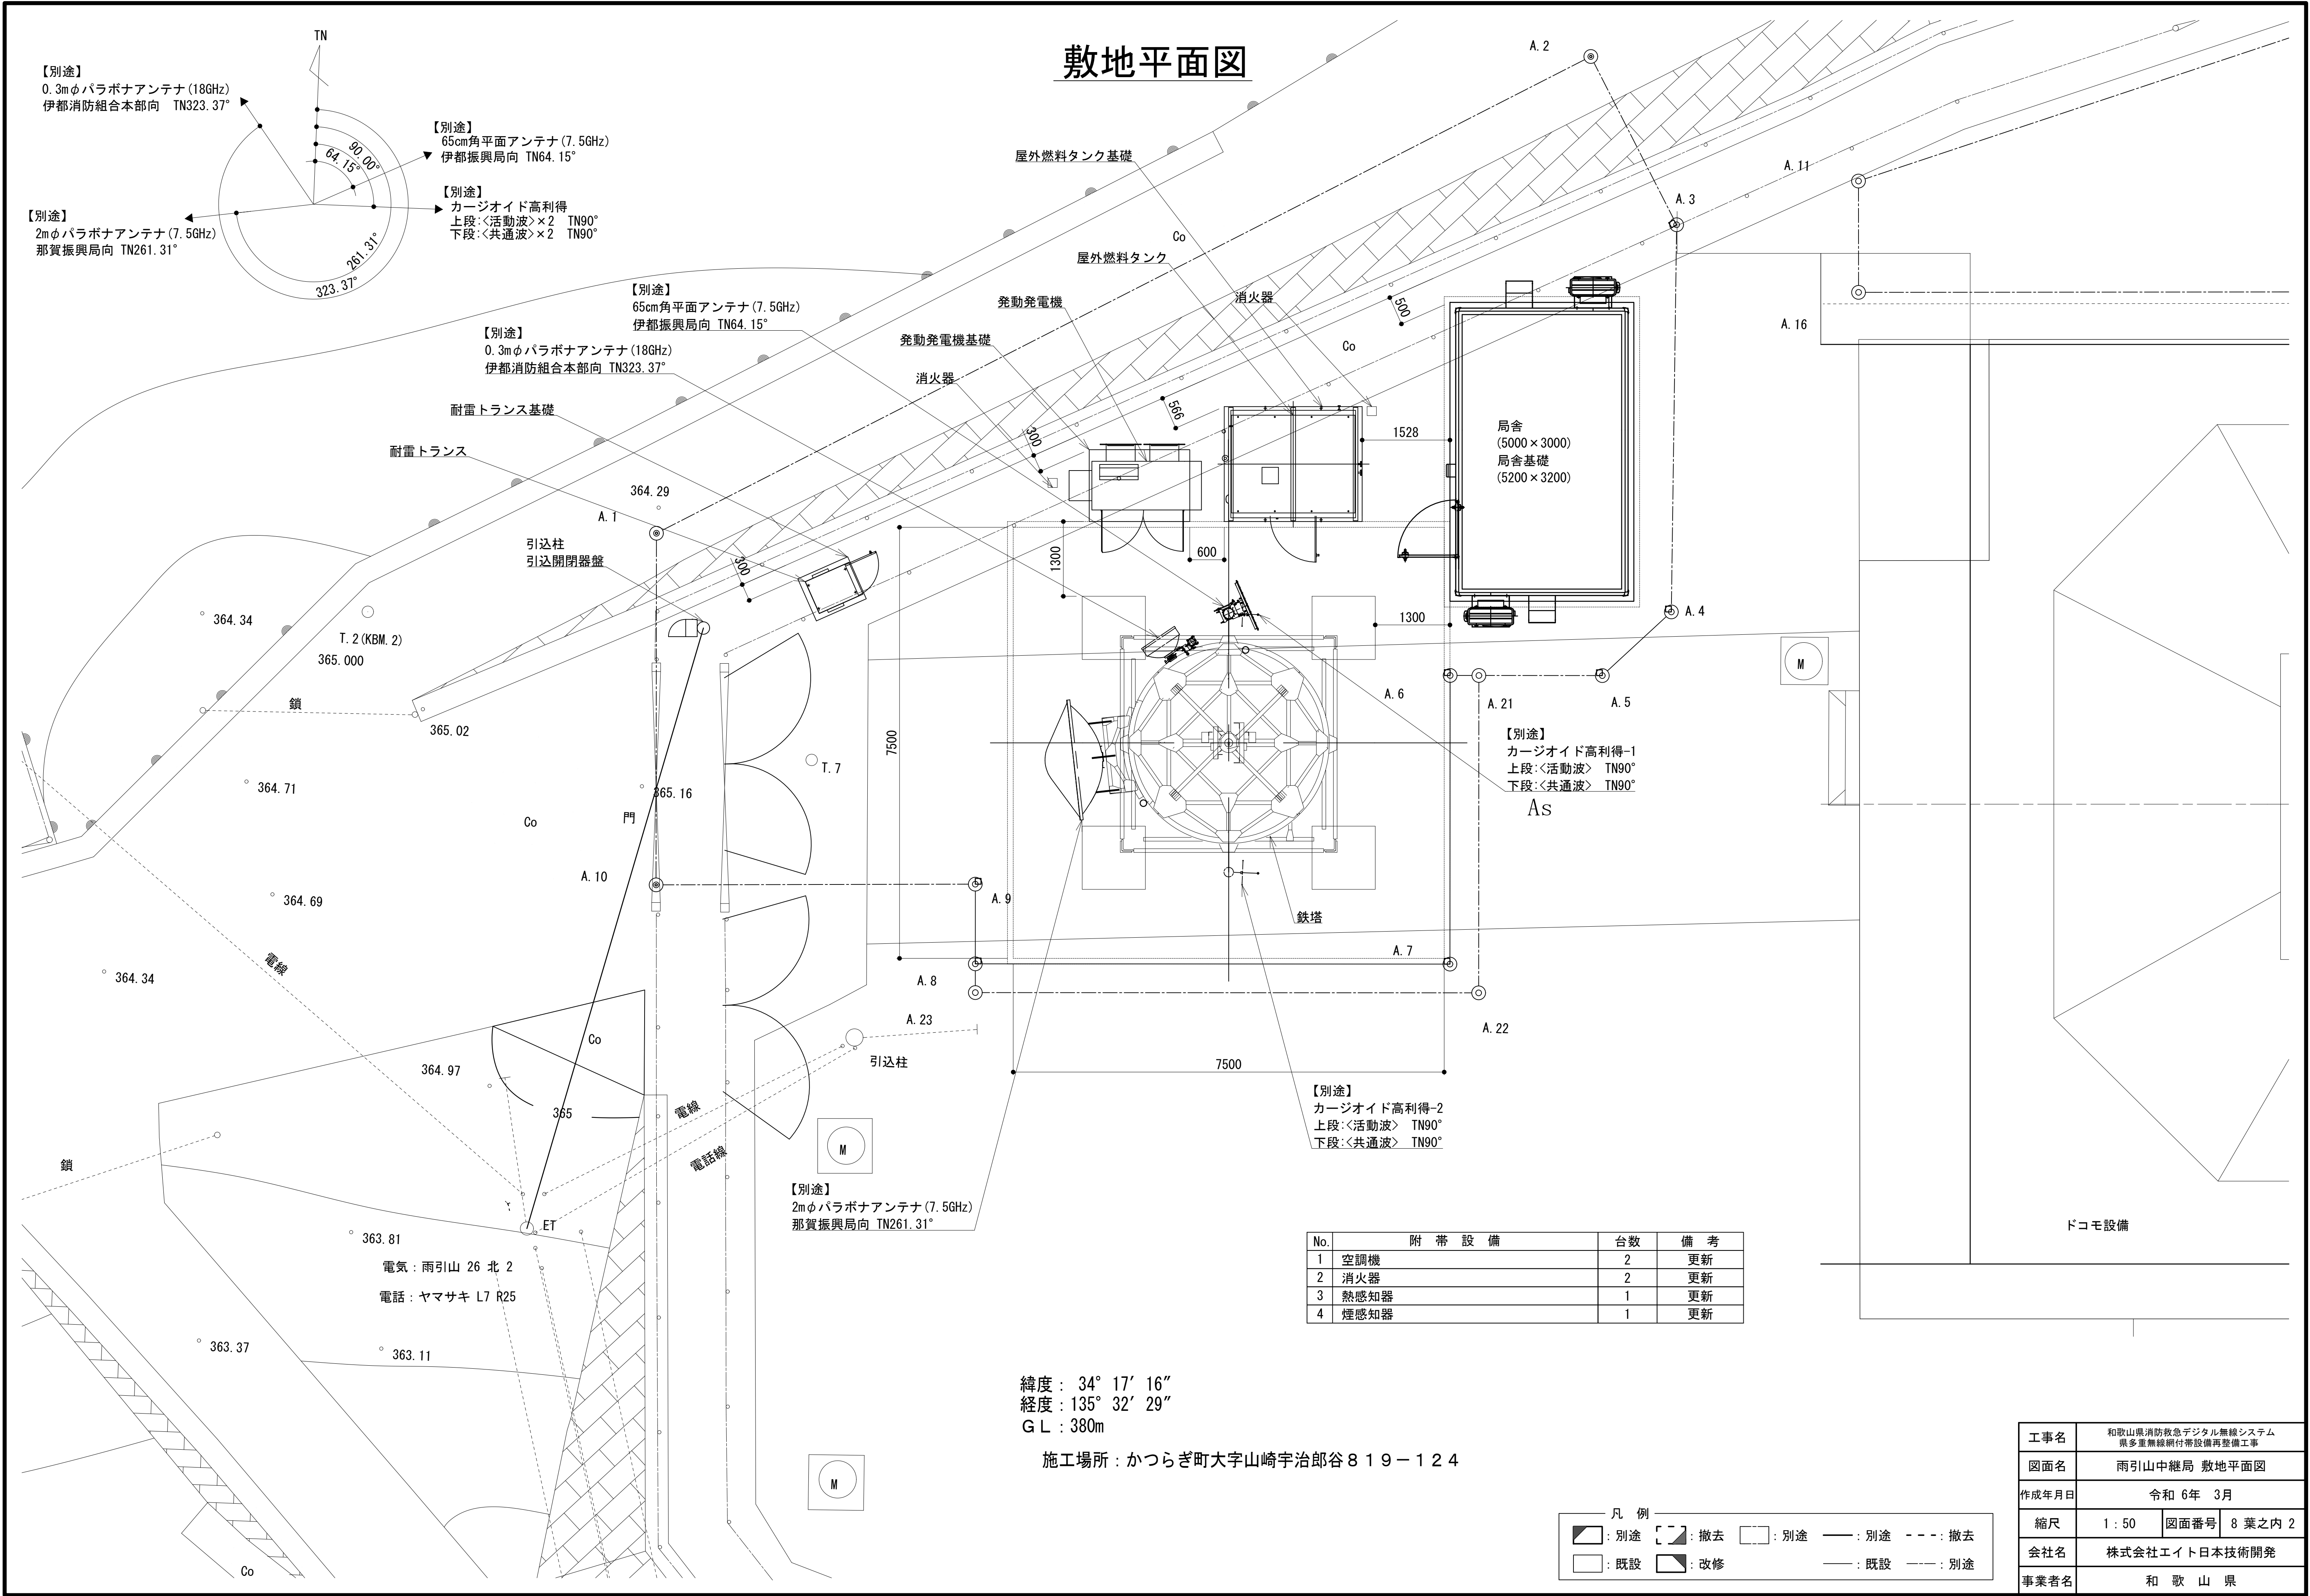 敷地平面図
TN
【別途】
0.3mφパラボナアンテナ(18GHz)
伊都消防組合本部向 TN323.37°
【別途】
65cm角平面アンテナ(7.5GHz)
伊都振興局向 TN64.15°
【別途】
カージオイド高利得
上段:<活動波>×2 TN90°
下段:<共通波>×2 TN90°
【別途】
2mφパラボナアンテナ(7.5GHz)
那賀振興局向 TN261.31°
90.00°
64.15°
261.31°
323.37°
【別途】
65cm角平面アンテナ(7.5GHz)
伊都振興局向 TN64.15°
【別途】
0.3mφパラボナアンテナ(18GHz)
伊都消防組合本部向 TN323.37°
耐雷トランス基礎
耐雷トランス
屋外燃料タンク基礎
屋外燃料タンク
発動発電機
発動発電機基礎
消火器
消火器
A.2
A.3
A.11
A.16
Co
Co
500
566
300
300
1528
局舎
(5000×3000)
局舎基礎
(5200×3200)
364.29
A.1
引込柱
引込開閉器盤
1300
600
1300
A.4
364.34
T.2(KBM.2)
365.000
鎖
365.02
A.6
A.21
A.5
M
7500
【別途】
カージオイド高利得-1
上段:<活動波> TN90°
下段:<共通波> TN90°
As
T.7
364.71
365.16
Co
門
A.10
A.9
364.69
鉄塔
電線
364.34
A.7
A.8
A.23
A.22
Co
引込柱
7500
364.97
365
電線
電話線
M
【別途】
カージオイド高利得-2
上段:<活動波> TN90°
下段:<共通波> TN90°
鎖
【別途】
2mφパラボナアンテナ(7.5GHz)
那賀振興局向 TN261.31°
ET
363.81
電気：雨引山 26 北 2
電話：ヤマサキ L7 R25
363.37
363.11
M
Co
ドコモ設備
No. 附 帯 設 備 台数 備 考
1 空調機 2 更新
2 消火器 2 更新
3 熱感知器 1 更新
4 煙感知器 1 更新
緯度： 34° 17′ 16″
経度：135° 32′ 29″
ＧＬ：380m
施工場所：かつらぎ町大字山崎宇治郎谷８１９－１２４
凡 例
：別途 ：撤去 ：別途 ：別途 ：撤去
：既設 ：改修 ：既設 ：別途
工事名 和歌山県消防救急デジタル無線システム
県多重無線網付帯設備再整備工事
図面名 雨引山中継局 敷地平面図
作成年月日 令和 6年 3月
縮尺 1：50 図面番号 8 葉之内 2
会社名 株式会社エイト日本技術開発
事業者名 和 歌 山 県